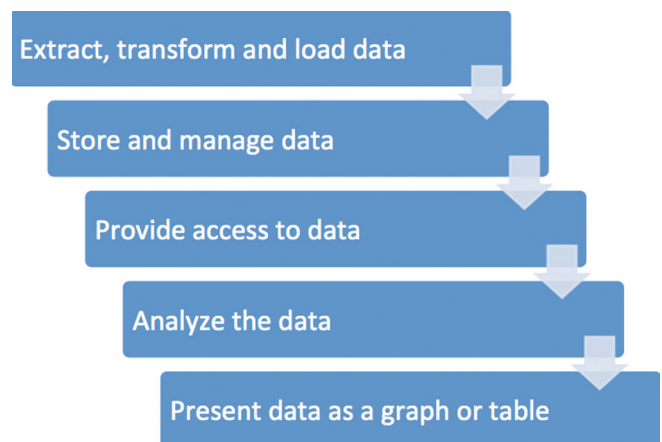 Extract, transform and load data
Store and manage data
Provide access to data
Analyze the data
Present data as a graph or table